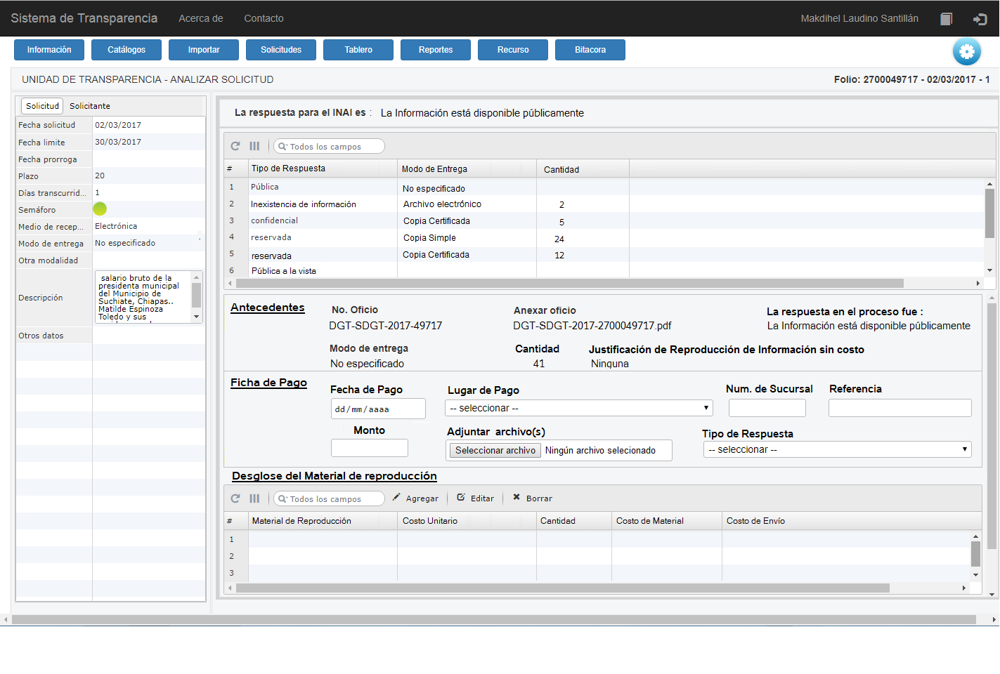 Sistema de Transparencia Acerca de Contacto Makdihel Laudino Santillán
Información Catálogos Importar Solicitudes Tablero Reportes Recurso Bitacora
UNIDAD DE TRANSPARENCIA - ANALIZAR SOLICITUD Folio: 2700049717 - 02/03/2017 - 1
Solicitud Solicitante
Fecha solicitud 02/03/2017
Fecha limite 30/03/2017
Fecha prorroga
Plazo 20
Días transcurrid... 1
Semáforo
Medio de recep... Electrónica
Modo de entrega No especificado
Otra modalidad
Descripción
salario bruto de la
presidenta municipal
del Municipio de
Suchiate, Chiapas..
Matilde Espinoza
Toledo y sus
Otros datos
La respuesta para el INAI es : La Información está disponible públicamente
Todos los campos
# Tipo de Respuesta Modo de Entrega Cantidad
1 Pública No especificado
2 Inexistencia de información Archivo electrónico 2
3 confidencial Copia Certificada 5
4 reservada Copia Simple 24
5 reservada Copia Certificada 12
6 Pública a la vista
Antecedentes No. Oficio Anexar oficio La respuesta en el proceso fue :
DGT-SDGT-2017-49717 DGT-SDGT-2017-2700049717.pdf La Información está disponible públicamente
Modo de entrega Cantidad Justificación de Reproducción de Información sin costo
No especificado 41 Ninguna
Ficha de Pago Fecha de Pago Lugar de Pago Num. de Sucursal Referencia
dd/mm/aaaa -- seleccionar --
Monto Adjuntar archivo(s) Tipo de Respuesta
Seleccionar archivo Ningún archivo selecionado -- seleccionar --
Desglose del Material de reproducción
Todos los campos Agregar Editar Borrar
# Material de Reproducción Costo Unitario Cantidad Costo de Material Costo de Envío
1
2
3